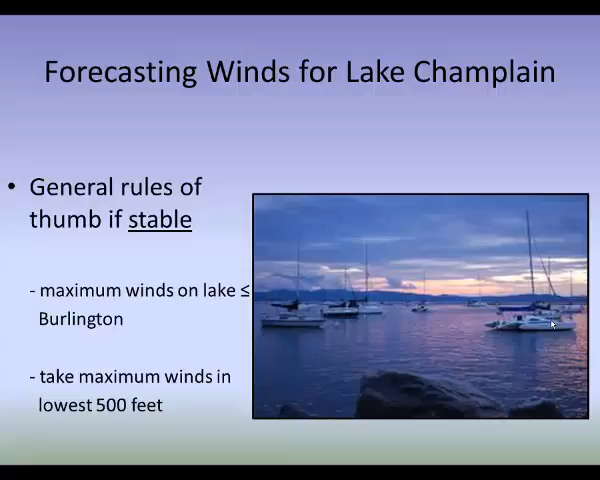 Forecasting Winds for Lake Champlain
• General rules of
thumb if stable
- maximum winds on lake ≤
Burlington
- take maximum winds in
lowest 500 feet